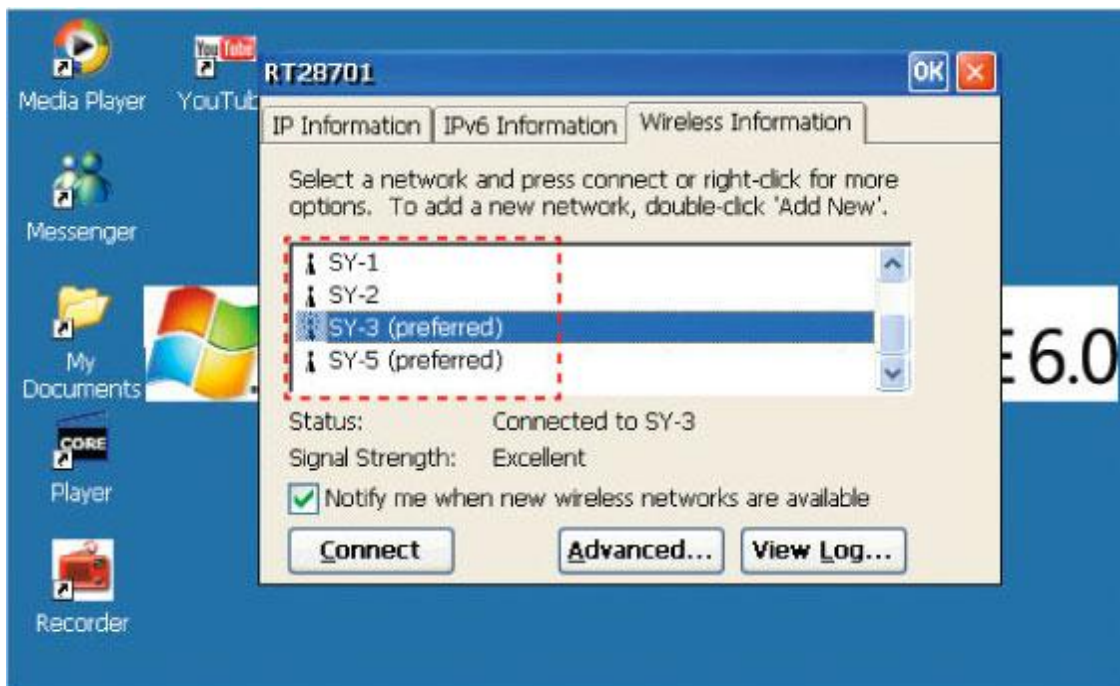 Media Player
YouTub
You Tube
Messenger
My
Documents
CORE
Player
Recorder
RT28701
OK
IP Information
IPv6 Information
Wireless Information
Select a network and press connect or right-click for more
options. To add a new network, double-click 'Add New'.
SY-1
SY-2
SY-3 (preferred)
SY-5 (preferred)
Status: Connected to SY-3
Signal Strength: Excellent
Notify me when new wireless networks are available
Connect
Advanced...
View Log...
E 6.0